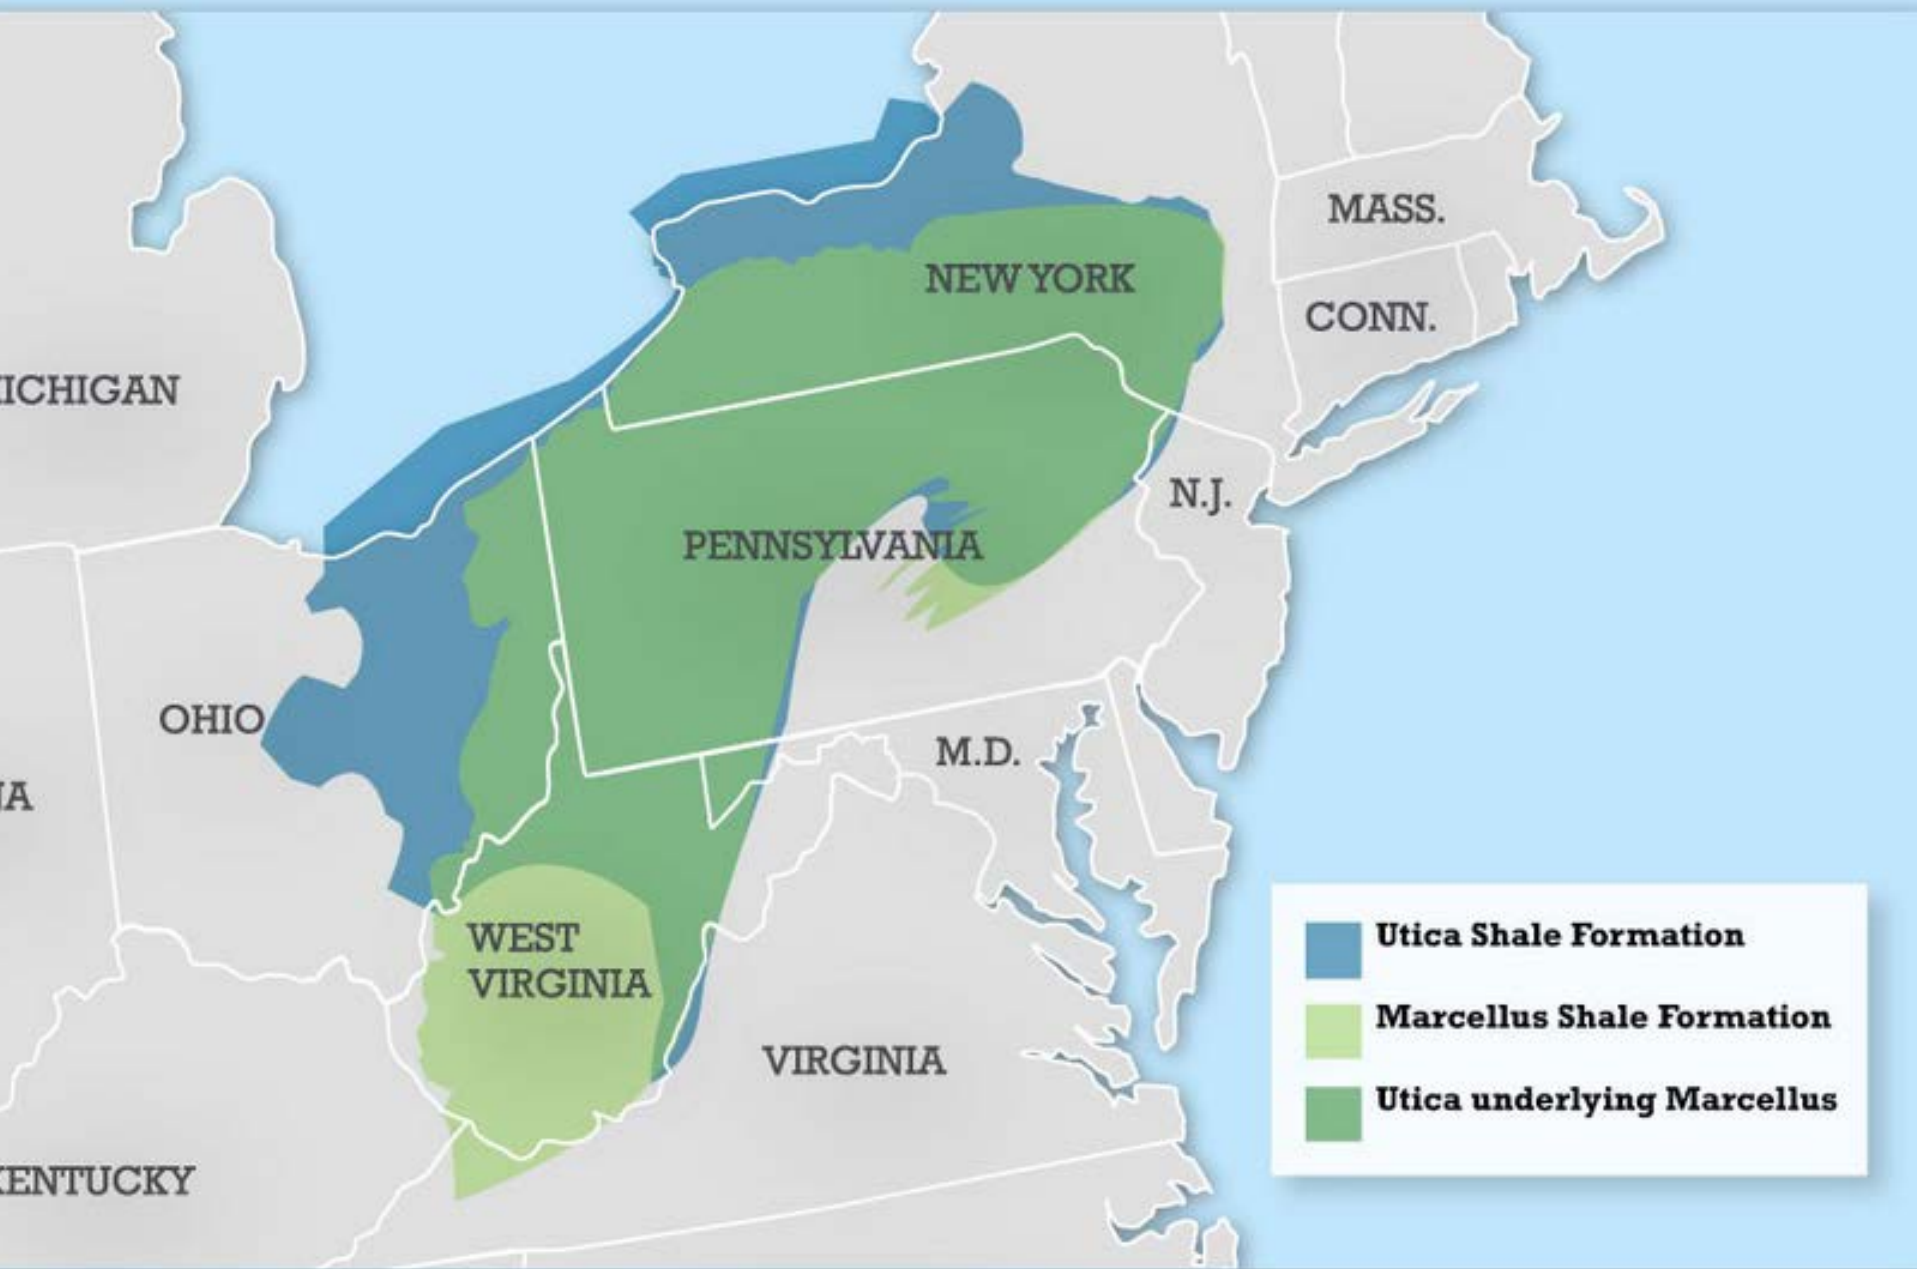 MASS.
NEW YORK
CONN.
ICHIGAN
N.J.
PENNSYLVANIA
OHIO
M.D.
NA
WEST
VIRGINIA
VIRGINIA
KENTUCKY
Utica Shale Formation
Marcellus Shale Formation
Utica underlying Marcellus